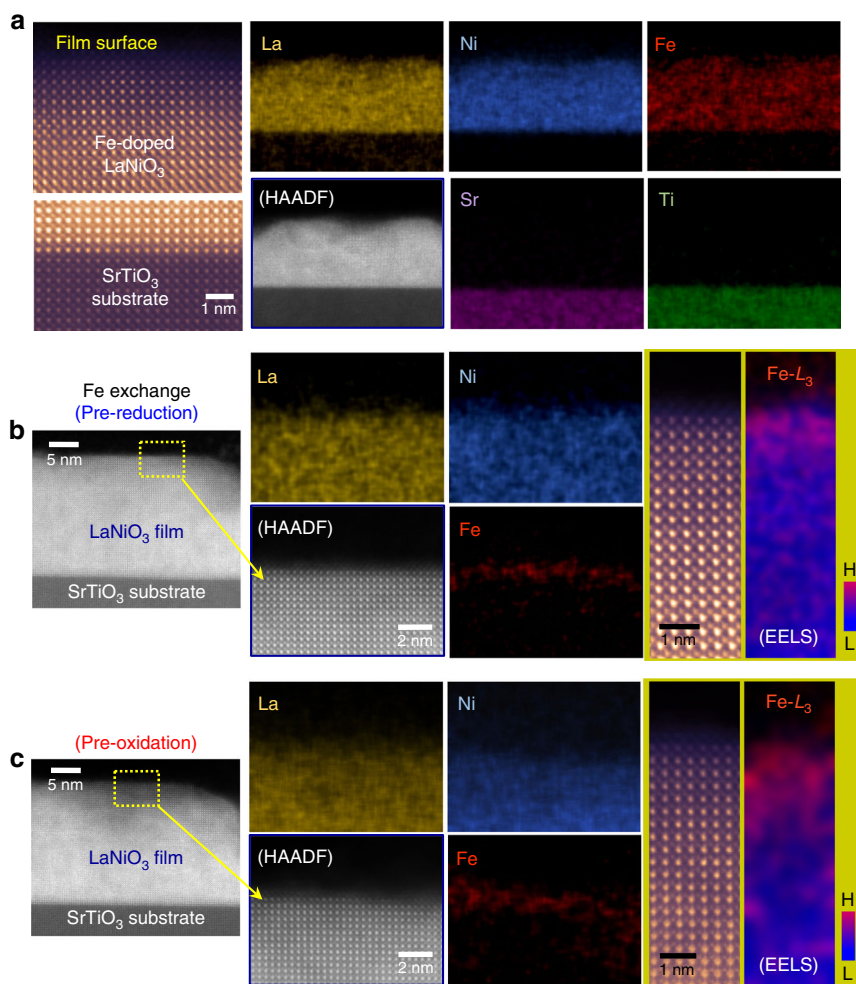 a
Film surface
Fe-doped
LaNiO3
SrTiO3
substrate
1 nm
La
Ni
Fe
(HAADF)
Sr
Ti
Fe exchange
(Pre-reduction)
b
5 nm
LaNiO3 film
SrTiO3 substrate
La
Ni
(HAADF)
2 nm
Fe
1 nm
Fe-L3
(EELS)
H
L
(Pre-oxidation)
c
5 nm
LaNiO3 film
SrTiO3 substrate
La
Ni
(HAADF)
2 nm
Fe
1 nm
Fe-L3
(EELS)
H
L